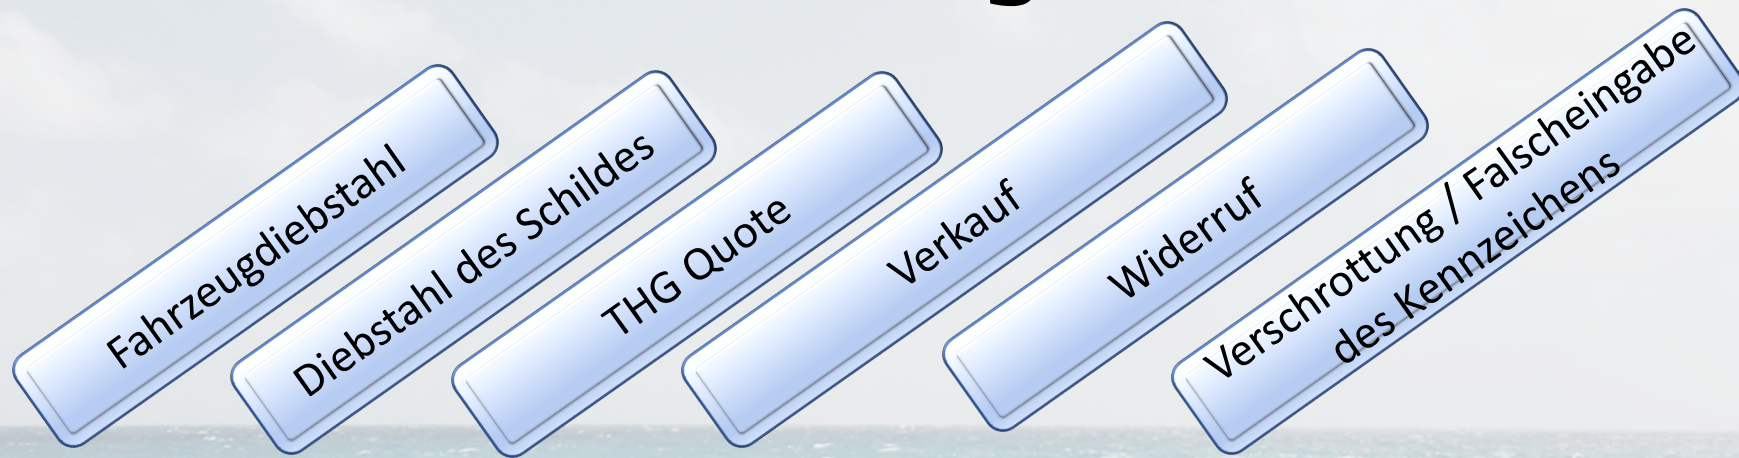 Fahrzeugdiebstahl
Diebstahl des Schildes
THG Quote
Verkauf
Widerruf
Verschrottung / Falscheingabe
des Kennzeichens